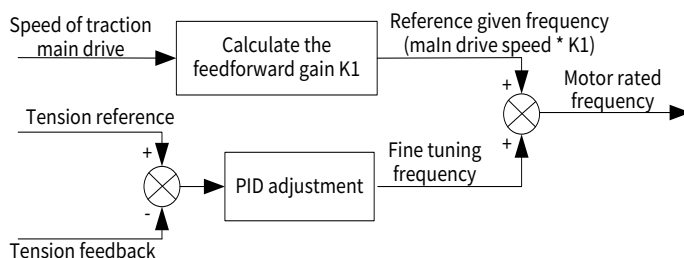 Speed of traction
main drive
Calculate the
feedforward gain K1
Reference given frequency
(maIn drive speed * K1)
+
+
Motor rated
frequency
Tension reference
+
-
PID adjustment
Fine tuning
frequency
Tension feedback